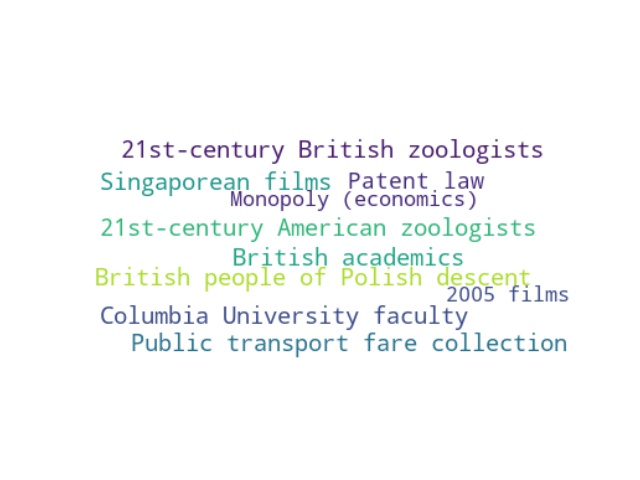 21st-century British zoologists
Singaporean films Patent law
Monopoly (economics)
21st-century American zoologists
British academics
British people of Polish descent
2005 films
Columbia University faculty
Public transport fare collection